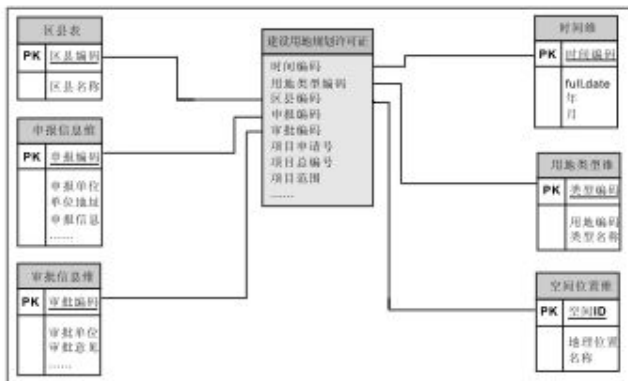 区县表
PK 区县编码
区县名称
申报信息维
PK 申报编码
申报单位
单位地址
申报信息
......
审批信息维
PK 审批编码
审批单位
审批意见
......
建设用地规划许可证
时间编码
用地类型编码
区县编码
申报编码
审批编码
项目申请号
项目总编号
项目范围
......
时间维
PK 时间编码
full.date
年
月
用地类型维
PK 类型编码
用地编码
类型名称
空间位置维
PK 空间ID
地理位置
名称